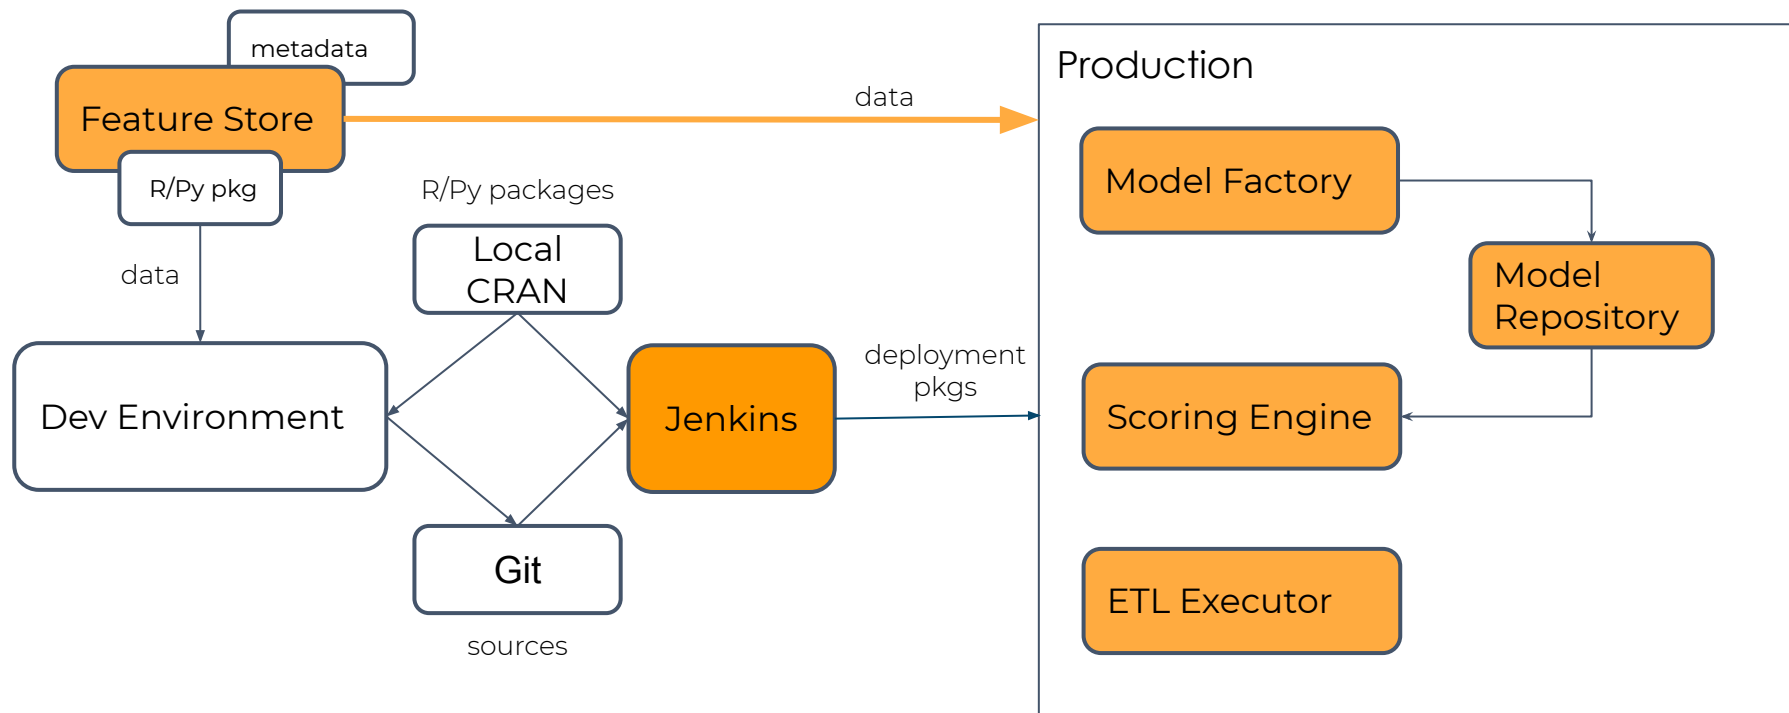 metadata
Feature Store
R/Py pkg
data
Dev Environment
R/Py packages
Local
CRAN
Git
sources
Jenkins
data
deployment
pkgs
Production
Model Factory
Model
Repository
Scoring Engine
ETL Executor